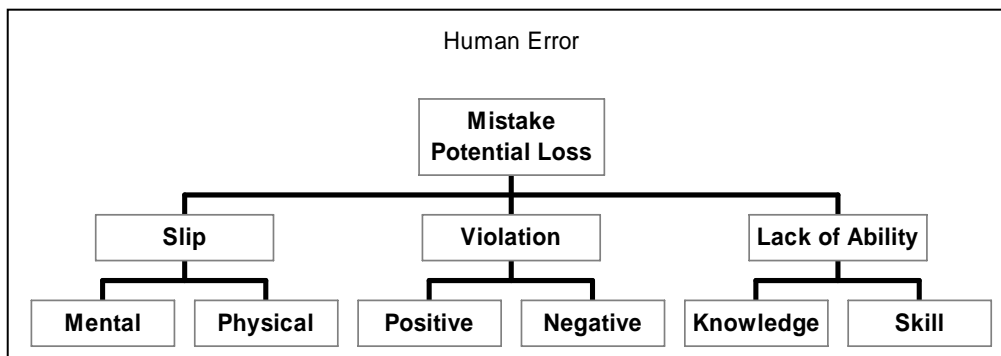 Human Error
Mistake
Potential Loss
Slip
Violation
Lack of Ability
Mental
Physical
Positive
Negative
Knowledge
Skill